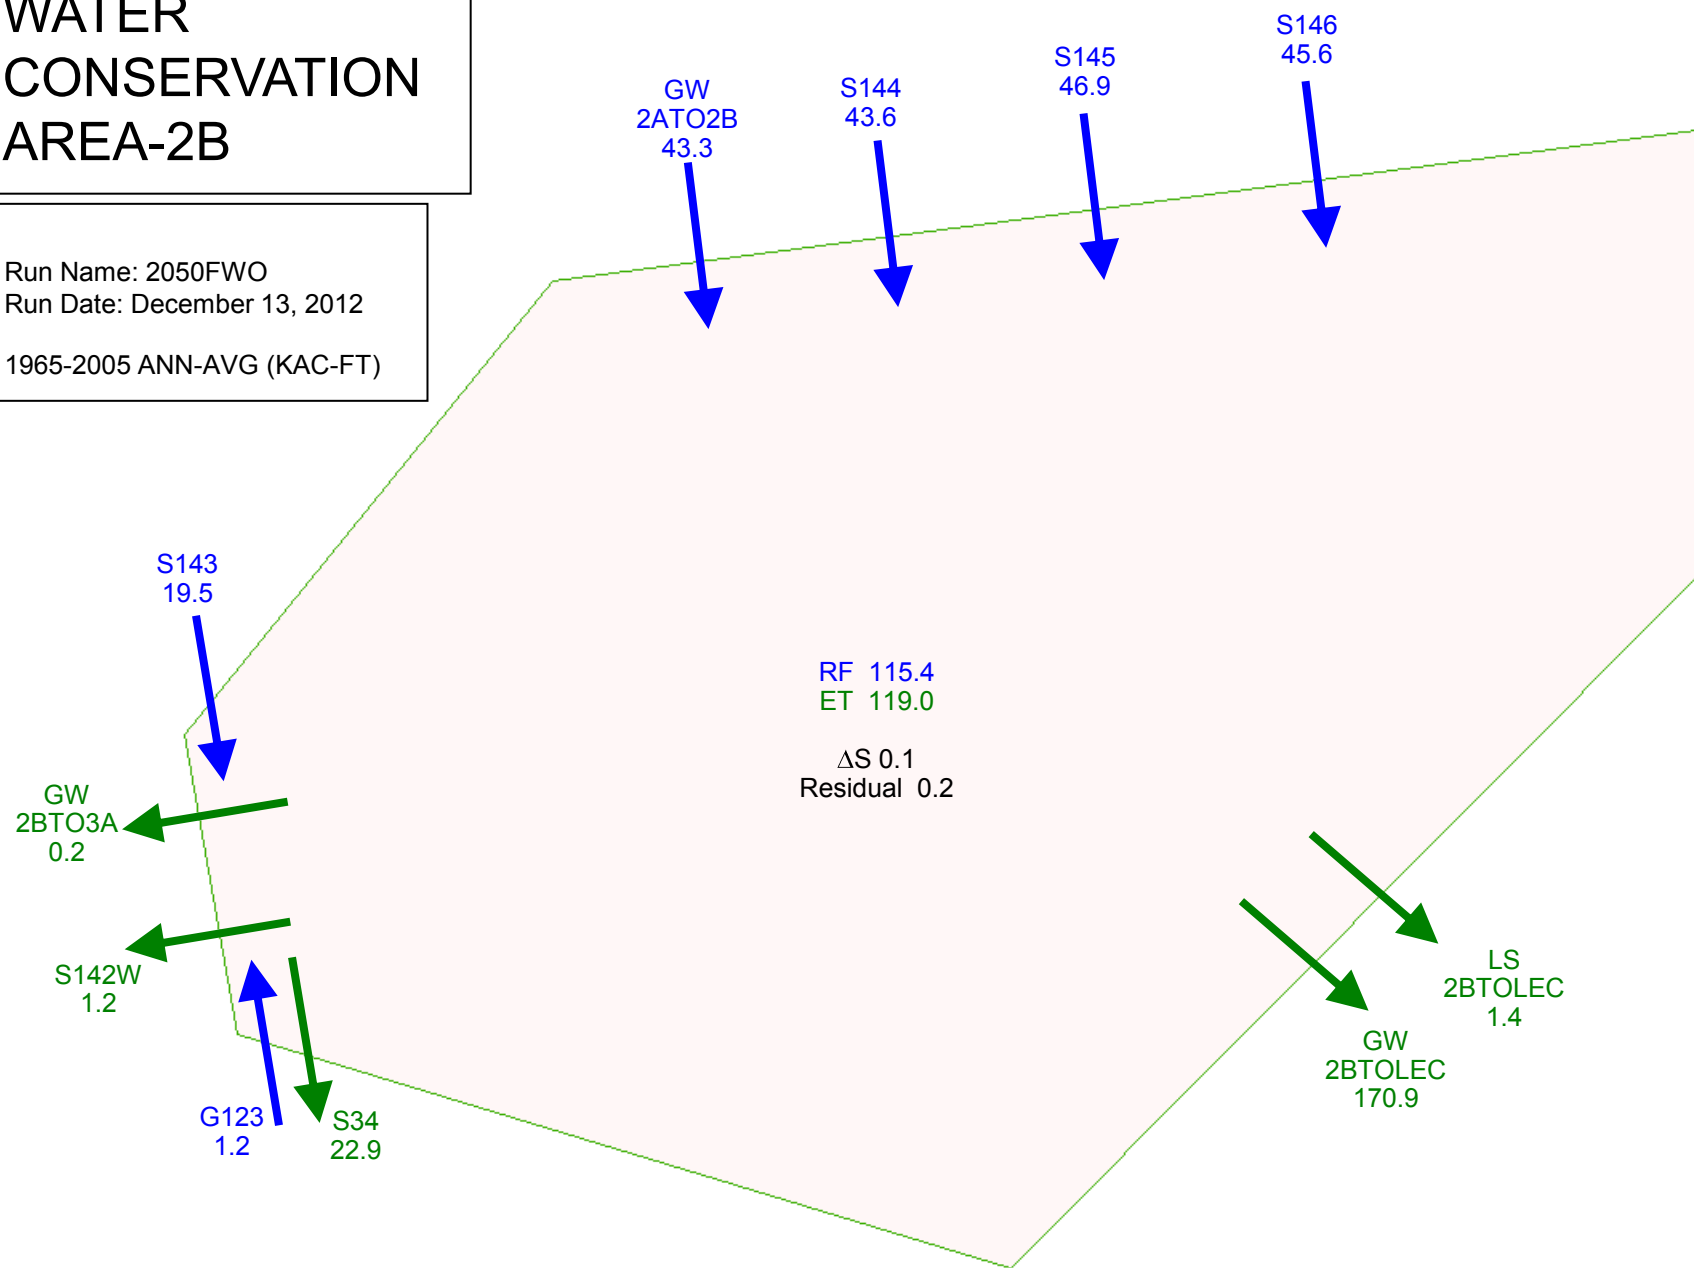 WATER
CONSERVATION
AREA-2B
Run Name: 2050FWO
Run Date: December 13, 2012
1965-2005 ANN-AVG (KAC-FT)
GW
2ATO2B
43.3
S144
43.6
S145
46.9
S146
45.6
S143
19.5
RF 115.4
ET 119.0
∆S 0.1
Residual 0.2
GW
2BTO3A
0.2
S142W
1.2
G123
1.2
S34
22.9
LS
2BTOLEC
1.4
GW
2BTOLEC
170.9